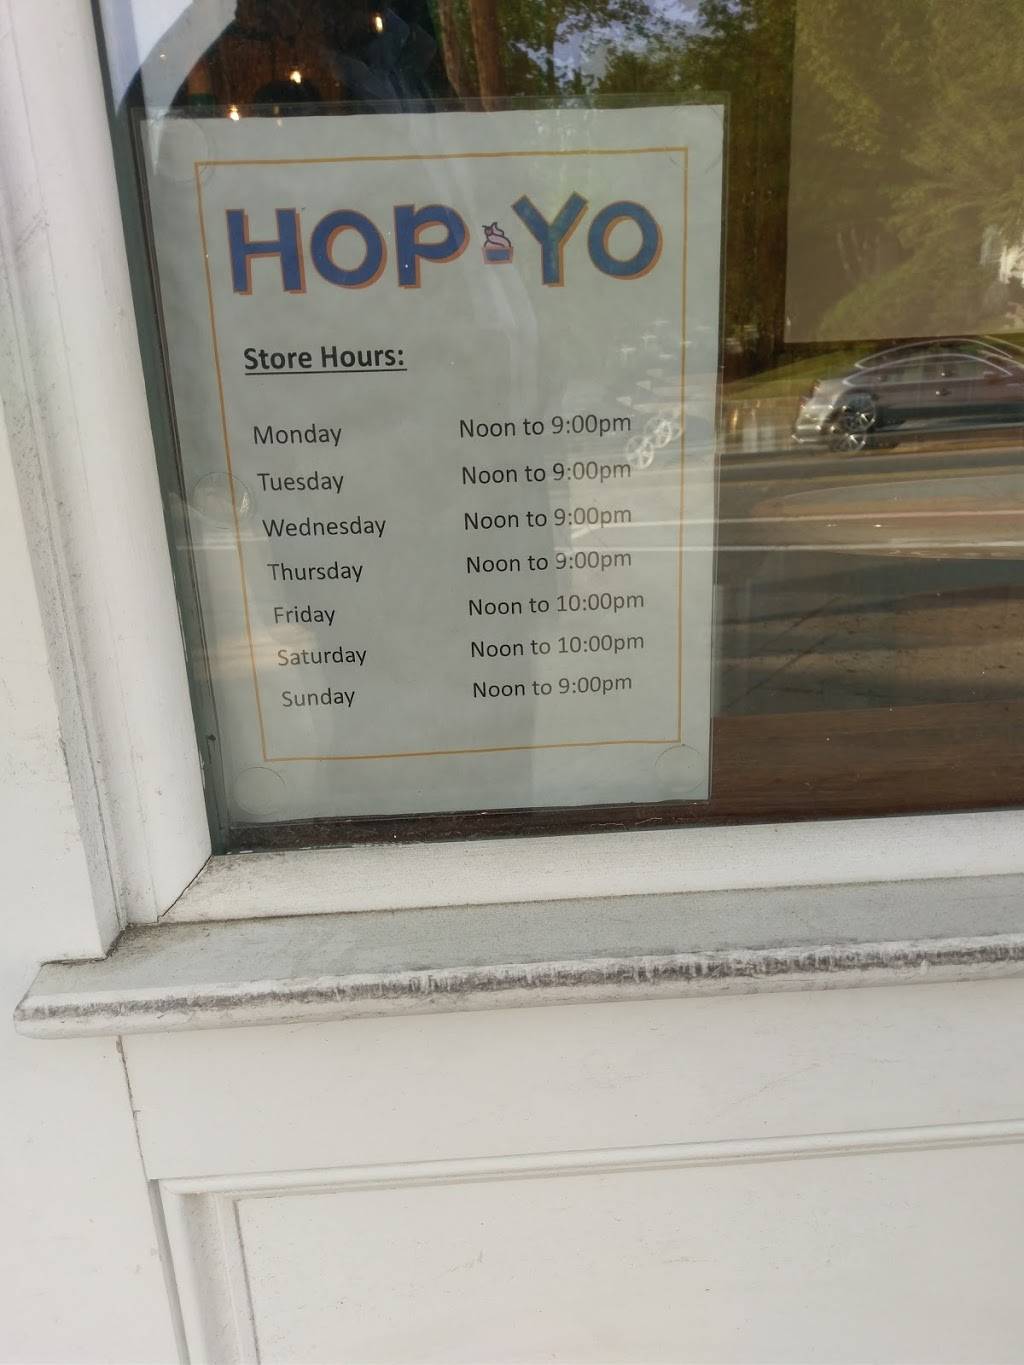 HOP YO
Store Hours:
Monday Noon to 9:00pm
Tuesday Noon to 9:00pm
Wednesday Noon to 9:00pm
Thursday Noon to 9:00pm
Friday Noon to 10:00pm
Saturday Noon to 10:00pm
Sunday Noon to 9:00pm